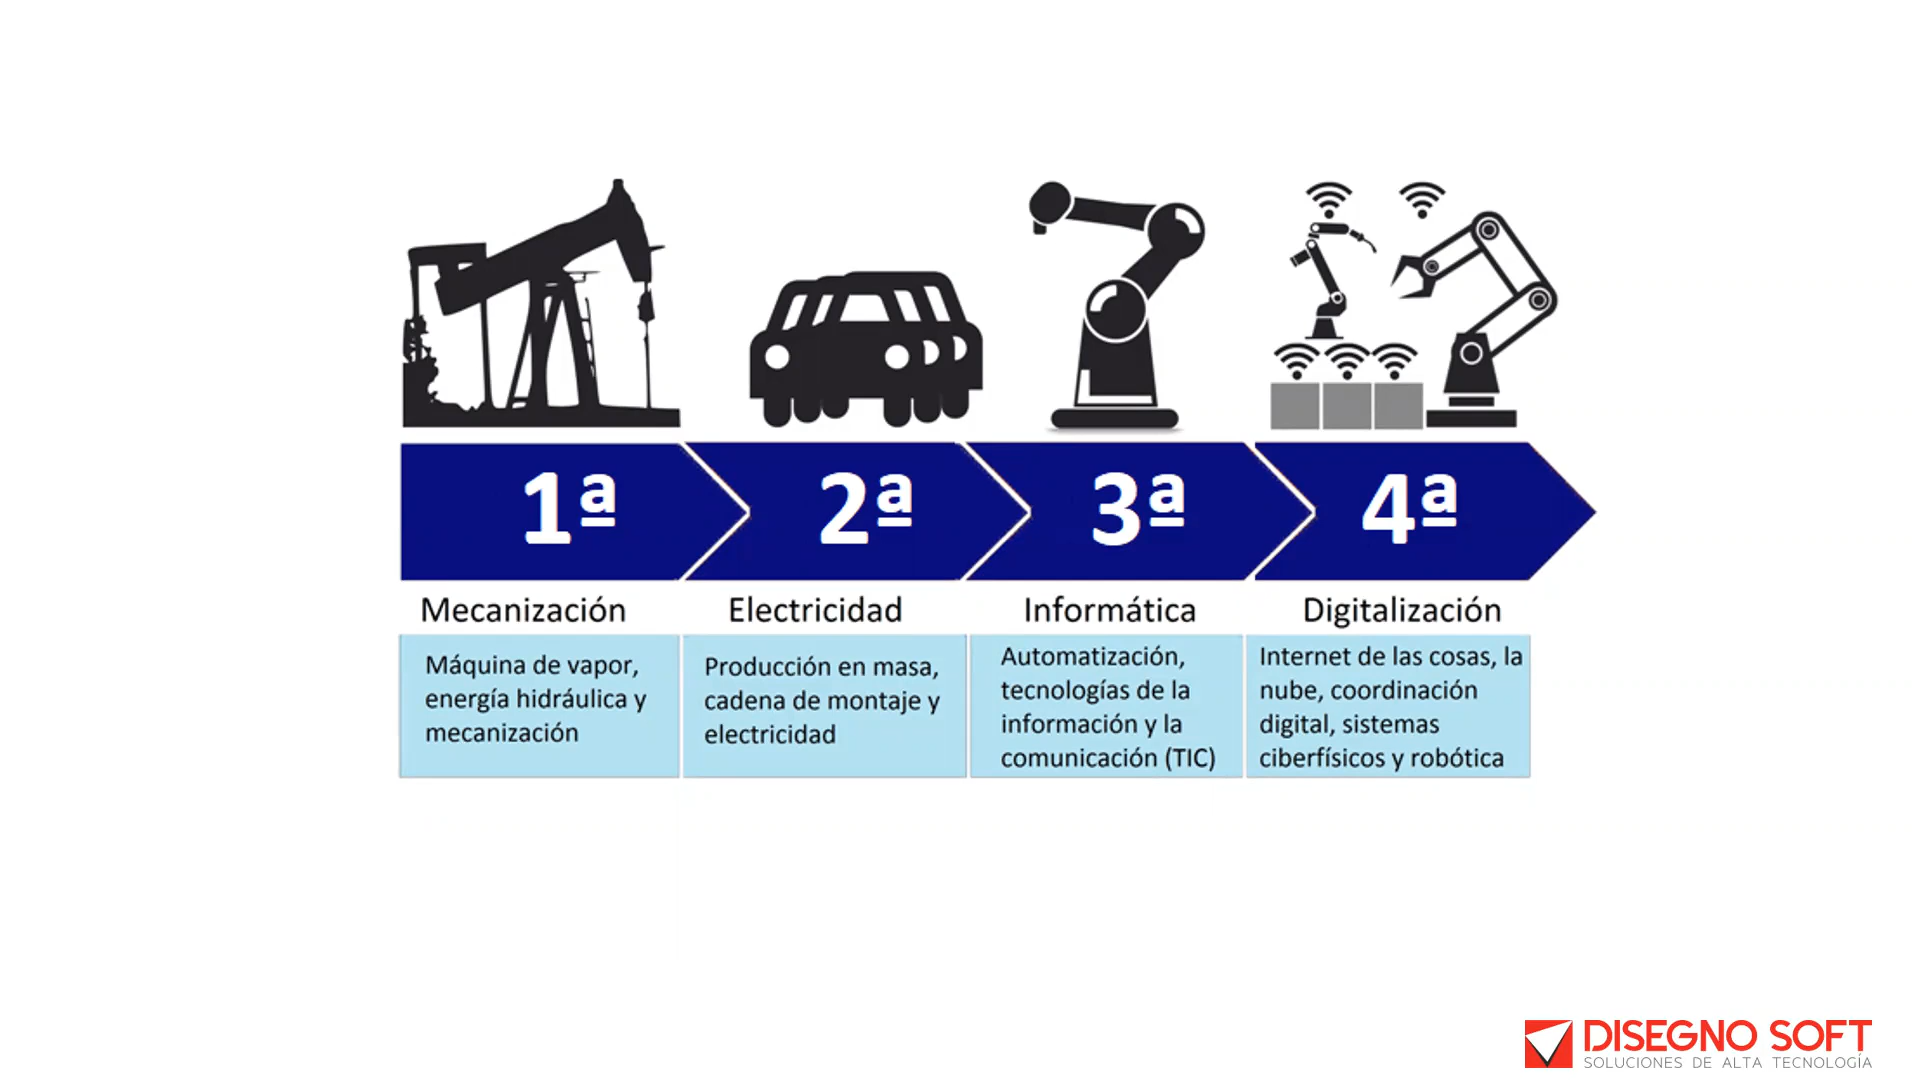 1ª
2ª
3ª
4ª
Mecanización
Electricidad
Informática
Digitalización
Máquina de vapor,
energía hidráulica y
mecanización
Producción en masa,
cadena de montaje y
electricidad
Automatización,
tecnologías de la
información y la
comunicación (TIC)
Internet de las cosas, la
nube, coordinación
digital, sistemas
ciberfísicos y robótica
DISEGNO SOFT
SOLUCIONES DE ALTA TECNOLOGÍA